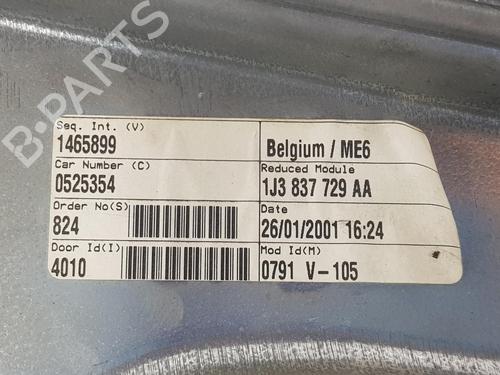 B-PARTS
Seq. Int. (V)
1465899
Belgium / ME6
Car Number (C)
0525354
Reduced Module
1J3 837 729 AA
Order No(S)
824
Date
26/01/2001 16:24
Door Id(I)
4010
Mod Id(M)
0791 V-105